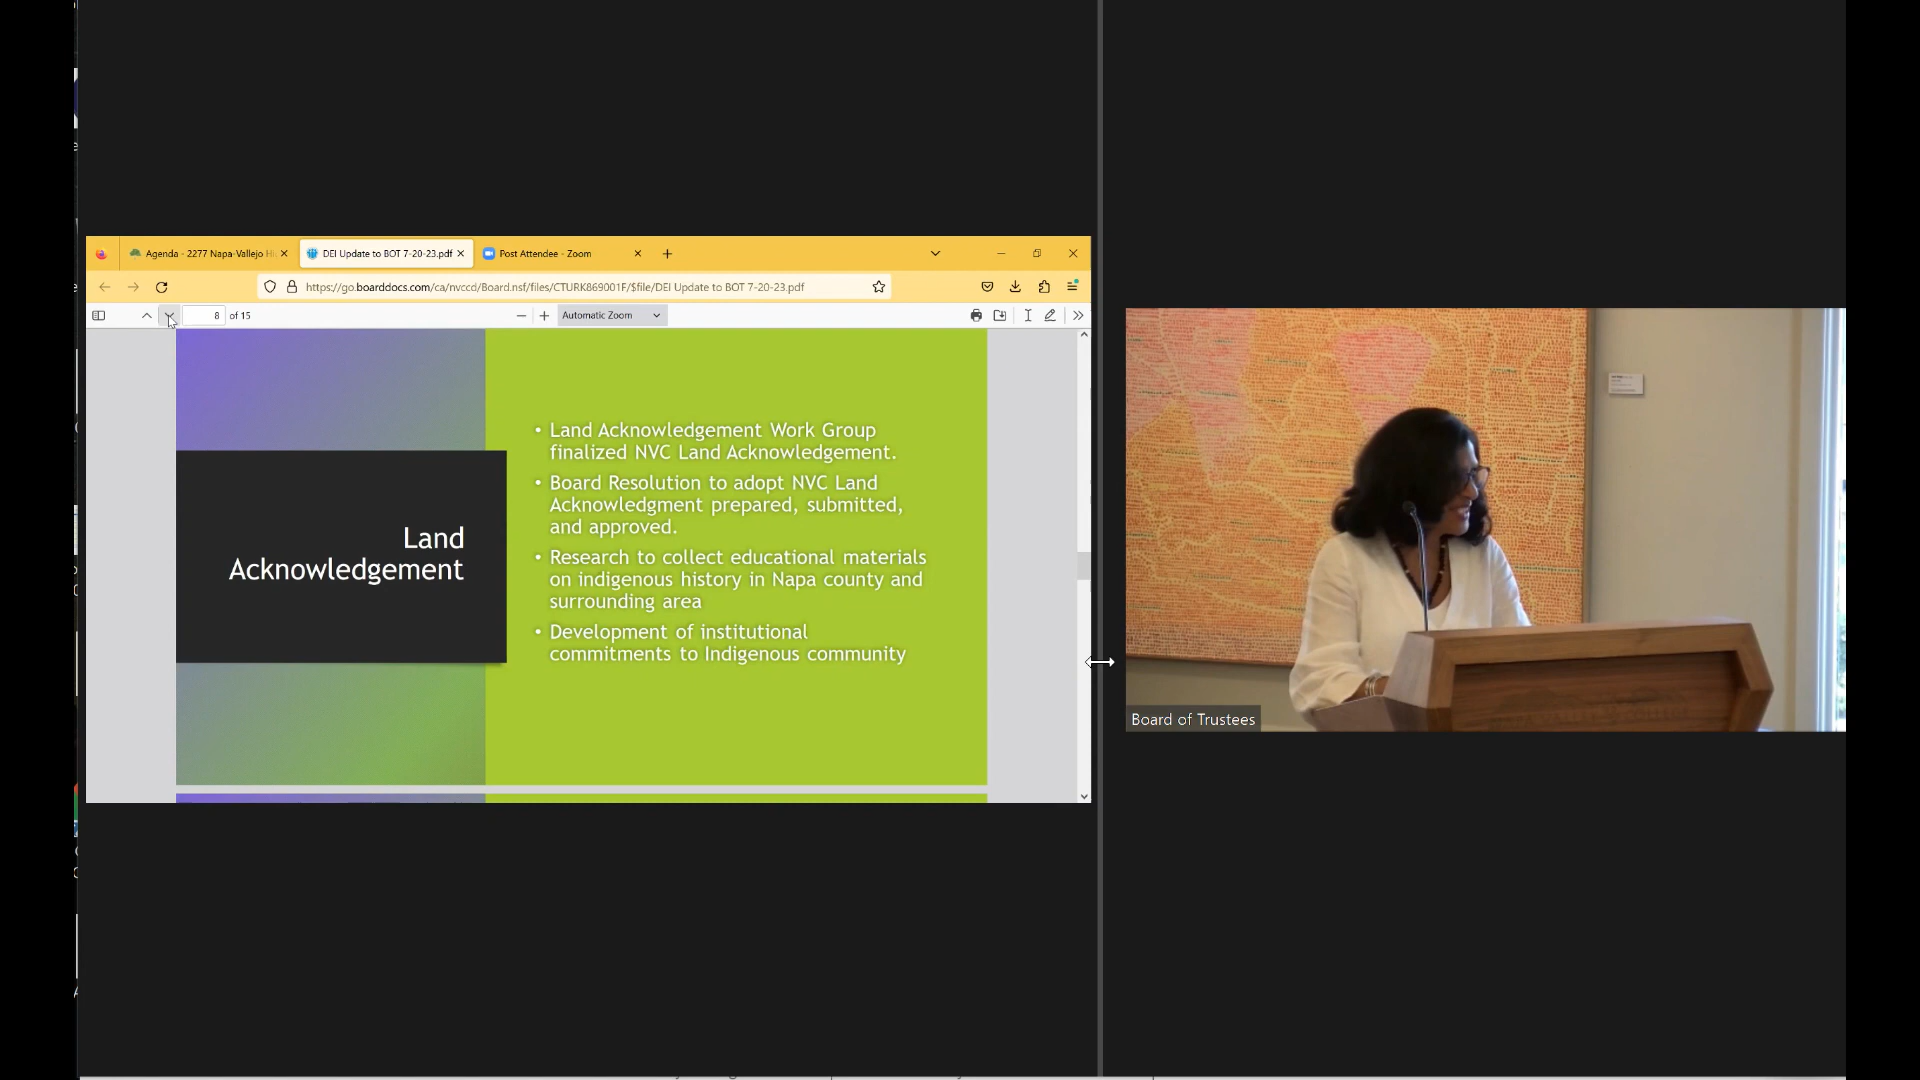 Agenda - 2277 Napa-Vallejo Hi
DEI Update to BOT 7-20-23.pdf
Post Attendee - Zoom
https://go.boarddocs.com/ca/nvccd/Board.nsf/files/CTURK869001F/$file/DEI Update to BOT 7-20-23.pdf
8 of 15
Automatic Zoom
Land
Acknowledgement
• Land Acknowledgement Work Group
finalized NVC Land Acknowledgement.
• Board Resolution to adopt NVC Land
Acknowledgment prepared, submitted,
and approved.
• Research to collect educational materials
on indigenous history in Napa county and
surrounding area
• Development of institutional
commitments to Indigenous community
Board of Trustees